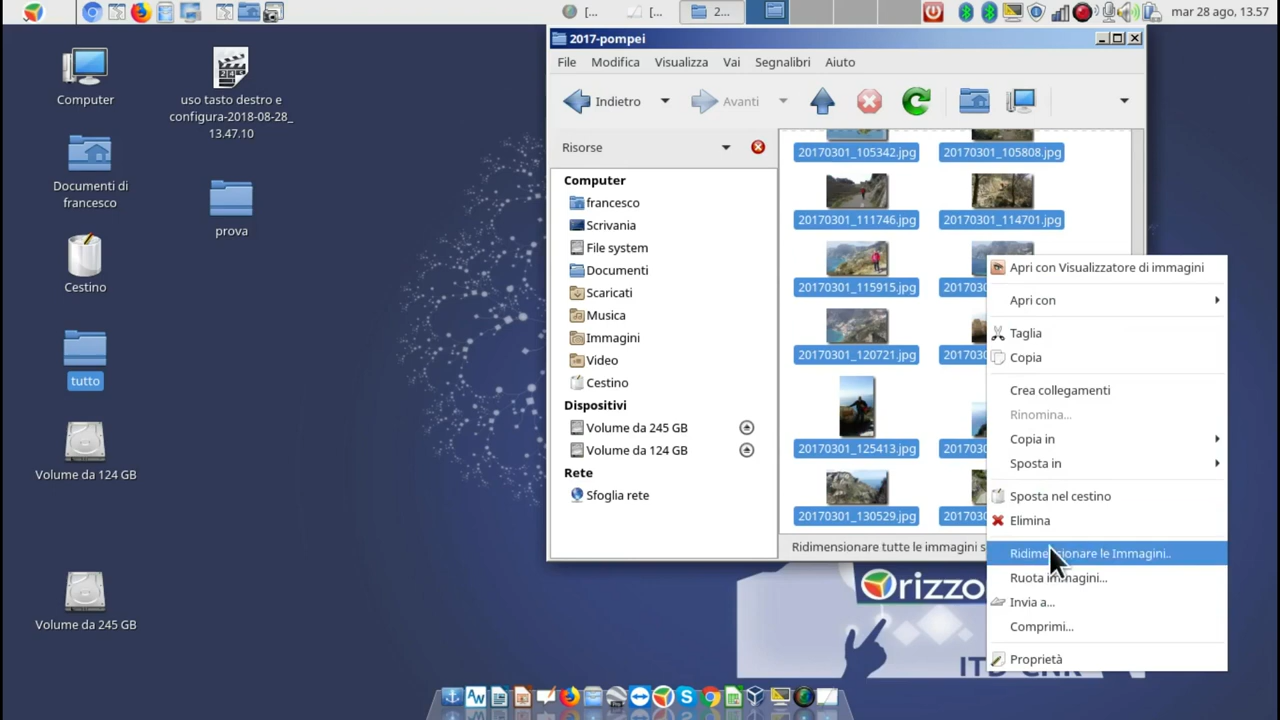 [...
[...
2...
mar 28 ago, 13.57
Computer
uso tasto destro e
configura-2018-08-28_
13.47.10
Documenti di
francesco
prova
Cestino
tutto
Volume da 124 GB
Volume da 245 GB
2017-pompei
File
Modifica
Visualizza
Vai
Segnalibri
Aiuto
Indietro
Avanti
Risorse
Computer
francesco
Scrivania
File system
Documenti
Scaricati
Musica
Immagini
Video
Cestino
Dispositivi
Volume da 245 GB
Volume da 124 GB
Rete
Sfoglia rete
20170301_105342.jpg
20170301_105808.jpg
20170301_111746.jpg
20170301_114701.jpg
20170301_115915.jpg
20170301_120721.jpg
20170301_125413.jpg
20170301_130529.jpg
Ridimensionare tutte le immagini s
Apri con Visualizzatore di immagini
Apri con
Taglia
Copia
Crea collegamenti
Rinomina...
Copia in
Sposta in
Sposta nel cestino
Elimina
Ridimensionare le Immagini..
Ruota immagini...
Invia a...
Comprimi...
Proprietà
rizzo
ITD CNR